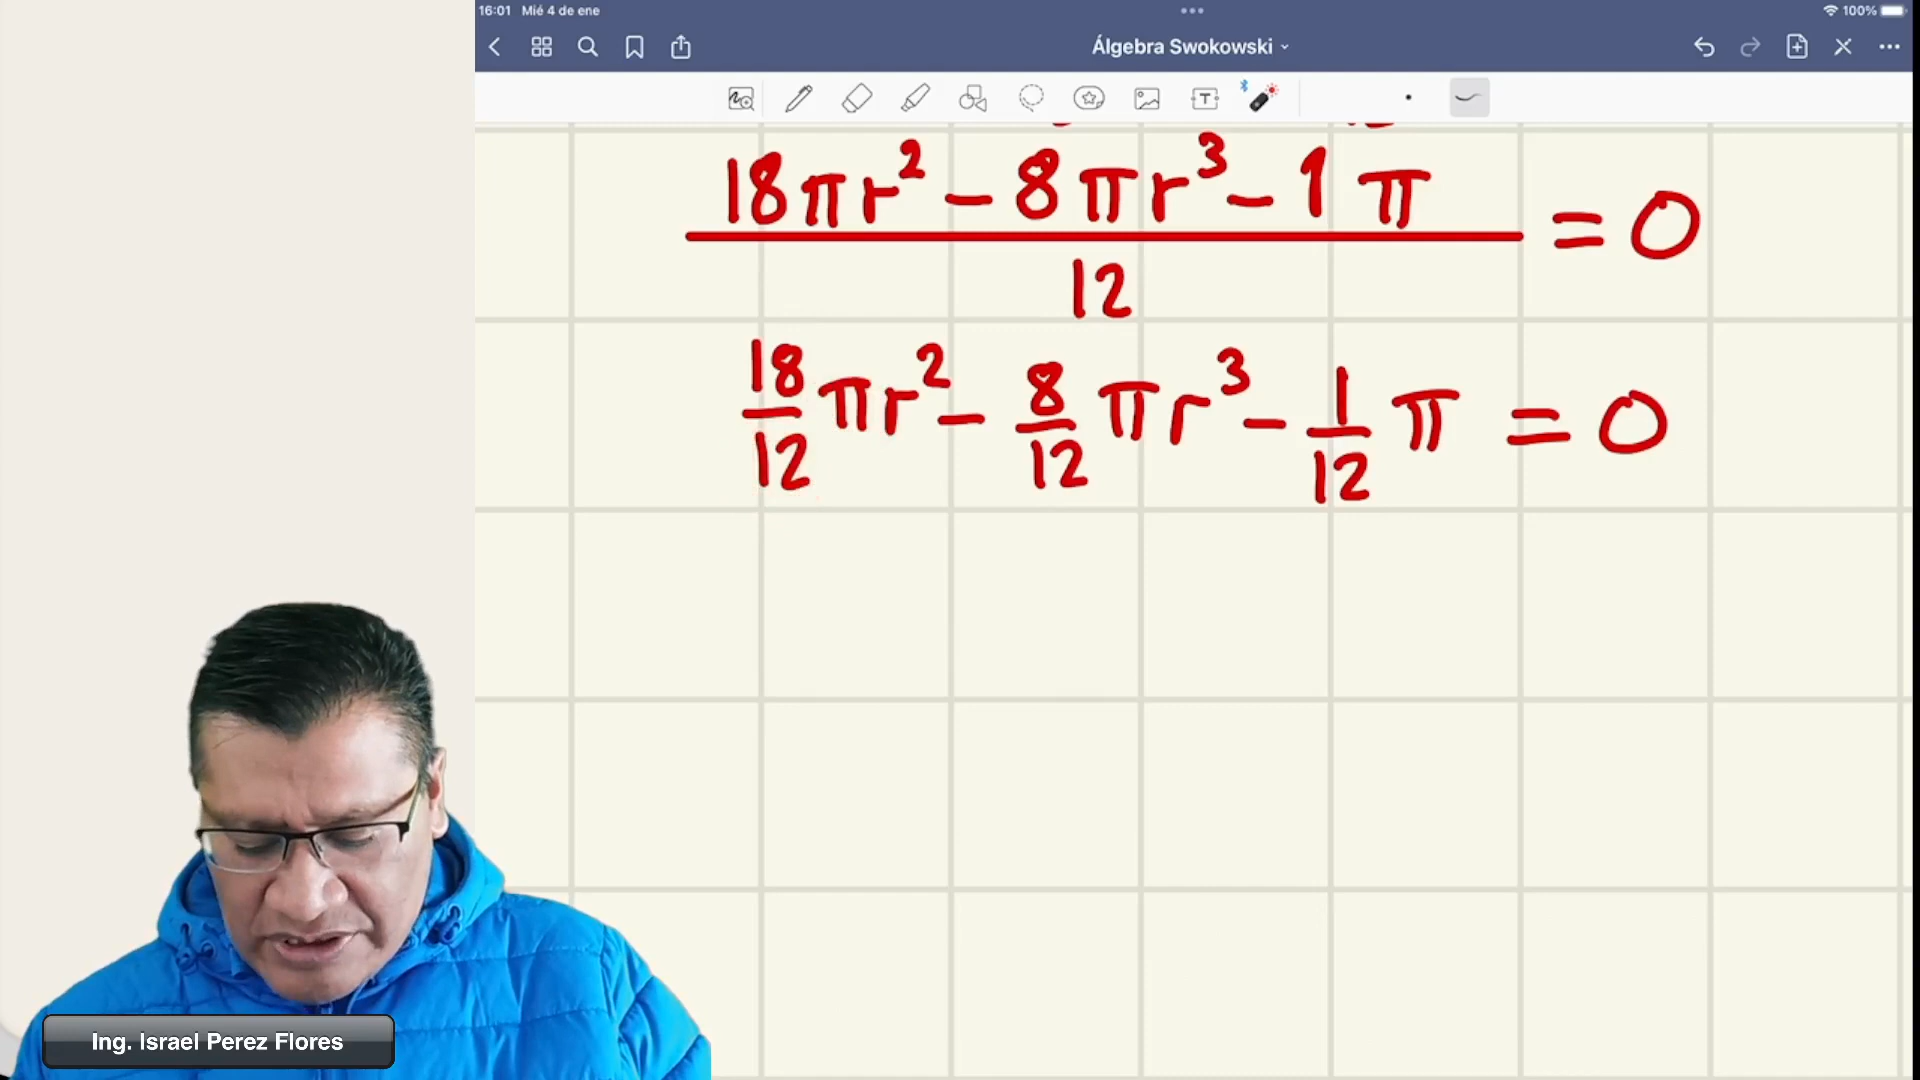 16:01 Mié 4 de ene
100%
Álgebra Swokowski
T
18πr² − 8πr³ − 1π
= 0
12
18/12 πr² − 8/12 πr³ − 1/12 π = 0
Ing. Israel Perez Flores